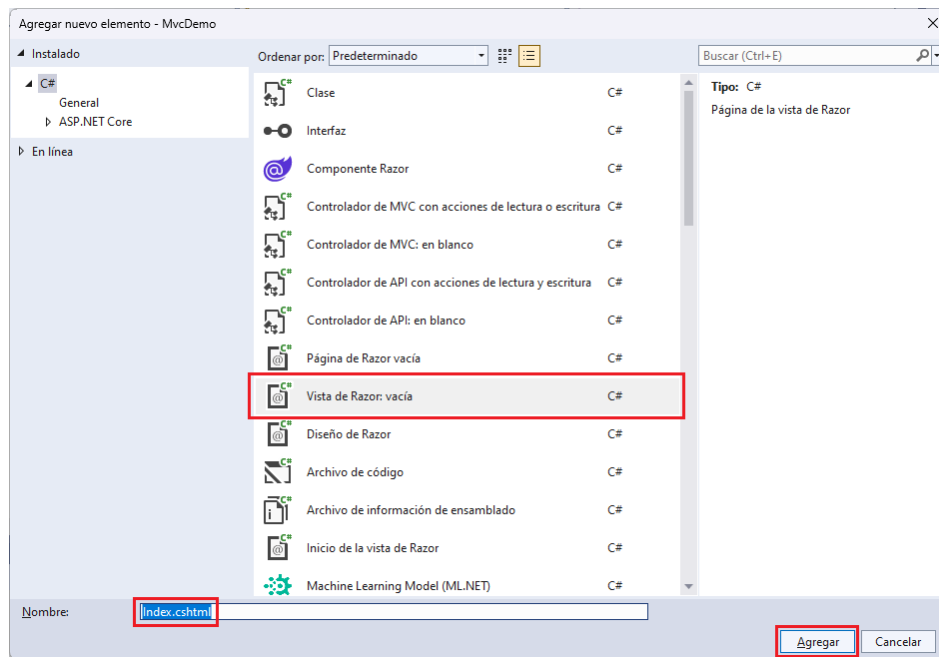 Agregar nuevo elemento - MvcDemo
Instalado
C#
General
ASP.NET Core
En línea
Ordenar por: Predeterminado
Buscar (Ctrl+E)
Clase C#
Interfaz C#
Componente Razor C#
Controlador de MVC con acciones de lectura o escritura C#
Controlador de MVC: en blanco C#
Controlador de API con acciones de lectura y escritura C#
Controlador de API: en blanco C#
Página de Razor vacía C#
Vista de Razor: vacía C#
Diseño de Razor C#
Archivo de código C#
Archivo de información de ensamblado C#
Inicio de la vista de Razor C#
Machine Learning Model (ML.NET) C#
Tipo: C#
Página de la vista de Razor
Nombre: Index.cshtml
Agregar Cancelar